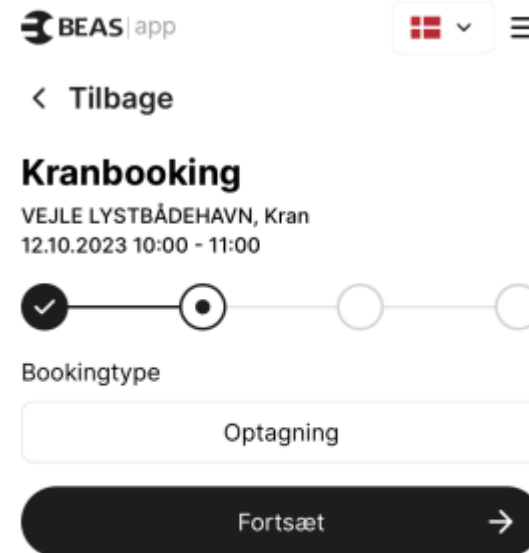 BEAS app
Tilbage
Kranbooking
VEJLE LYSTBÅDEHAVN, Kran
12.10.2023 10:00 - 11:00
Bookingtype
Optagning
Fortsæt